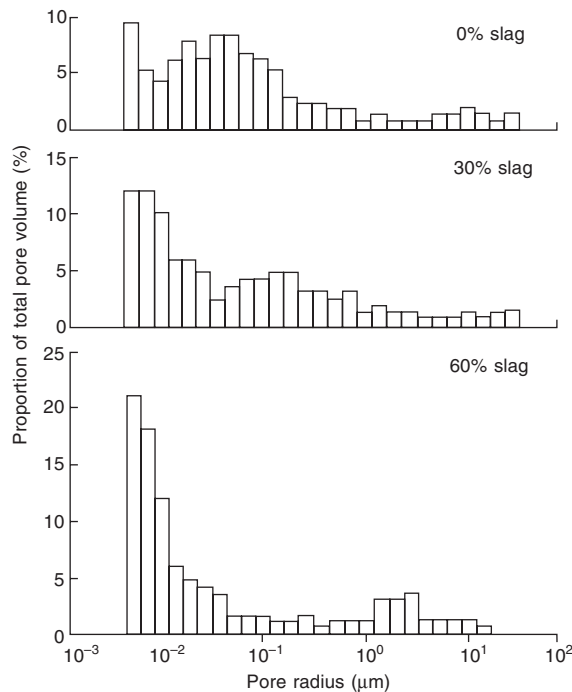 10
5
0
0% slag
15
10
5
0
30% slag
25
20
15
10
5
0
60% slag
Proportion of total pore volume (%)
10⁻³ 10⁻² 10⁻¹ 10⁰ 10¹ 10²
Pore radius (μm)